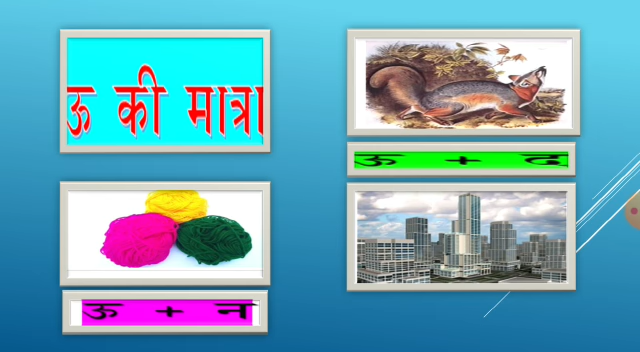 ऊ की मात्रा
ऊ + द
ऊ + न